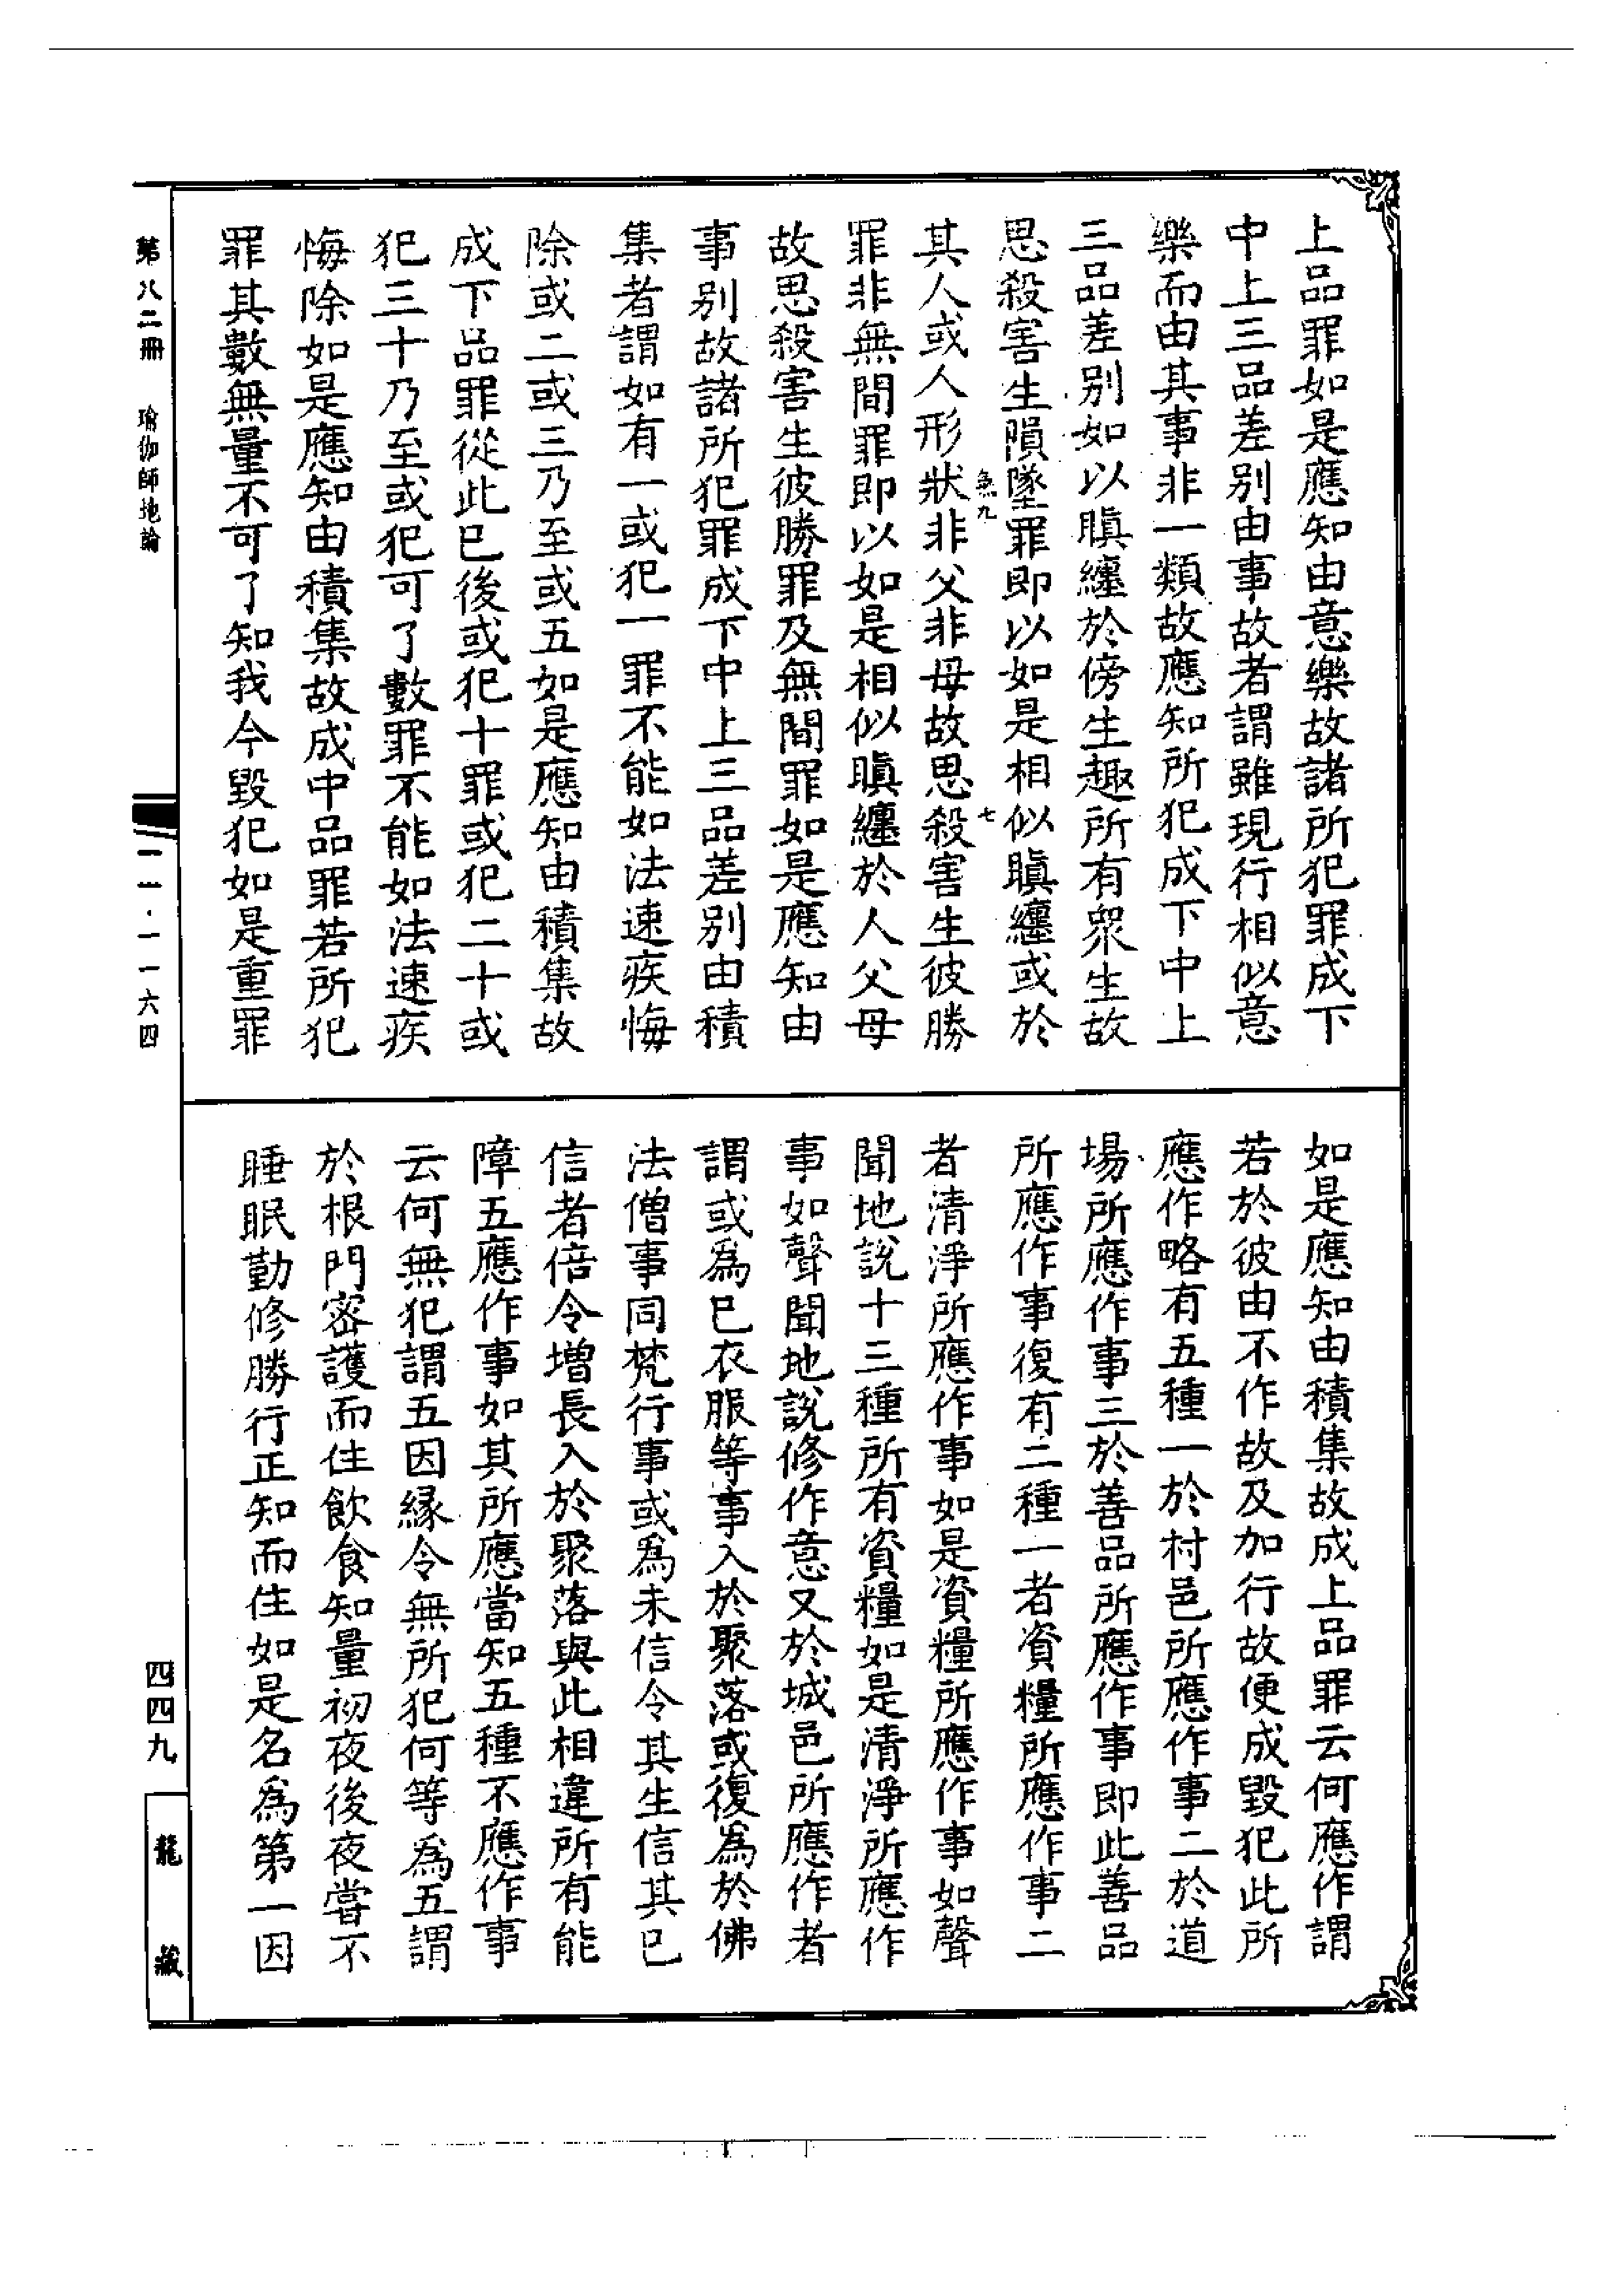 上品罪如是應知由意樂故諸所犯罪成下
中上三品差别由事故者謂雖現行相似意
樂而由其事非一類故應知所犯成下中上
三品差别如以瞋纏於傍生趣所有衆生故
思殺害生隕墜罪即以如是相似瞋纏或於
無九
七
其人或人形狀非父非母故思殺害生彼勝
罪非無間罪即以如是相似瞋纏於人父母
故思殺害生彼勝罪及無間罪如是應知由
事别故諸所犯罪成下中上三品差别由積
集者謂如有一或犯一罪不能如法速疾悔
除或二或三乃至或五如是應知由積集故
成下品罪從此已後或犯十罪或犯二十或
犯三十乃至或犯可了數罪不能如法速疾
悔除如是應知由積集故成中品罪若所犯
罪其數無量不可了知我今毀犯如是重罪
如是應知由積集故成上品罪云何應作謂
若於彼由不作故及加行故便成毀犯此所
應作略有五種一於村邑所應作事二於道
場所應作事三於善品所應作事即此善品
所應作事復有二種一者資糧所應作事二
者清淨所應作事如是資糧所應作事如聲
聞地說十三種所有資糧如是清淨所應作
事如聲聞地說修作意又於城邑所應作者
謂或爲已衣服等事入於聚落或復爲於佛
法僧事同梵行事或爲未信令其生信其已
信者倍令增長入於聚落與此相違所有能
障五應作事如其所應當知五種不應作事
云何無犯謂五因緣令無所犯何等爲五謂
於根門密護而住飲食知量初夜後夜嘗不
睡眠勤修勝行正知而住如是名爲第一因
第八二冊　瑜伽師地論
一一·一一六四
四四九
龍藏